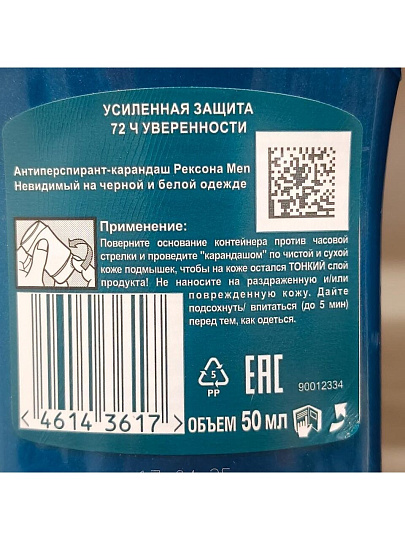 УСИЛЕННАЯ ЗАЩИТА
72 Ч УВЕРЕННОСТИ
Антиперспирант-карандаш Рексона Men
Невидимый на черной и белой одежде
Применение:
Поверните основание контейнера против часовой
стрелки и проведите "карандашом" по чистой и сухой
коже подмышек, чтобы на коже остался ТОНКИЙ слой
продукта! Не наносите на раздраженную и/или
поврежденную кожу. Дайте
подсохнуть/ впитаться (до 5 мин)
перед тем, как одеться.
5
PP
EAC
90012334
4614 3617
ОБЪЕМ 50 МЛ